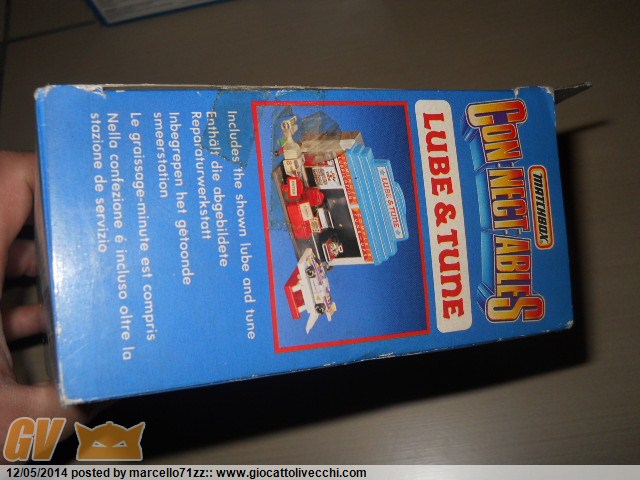 MATCHBOX
CON·NECT·ABLES
LUBE & TUNE
LUBE & TUNE
Includes the shown lube and tune
Enthält die abgebildete
Reparaturwerkstatt
Inbegrepen het getoonde
smeerstation
Le graissage-minute est compris
Nella confezione é incluso oltre la
stazione de servizio
GV
12/05/2014 posted by marcello71zz:: www.giocattolivecchi.com